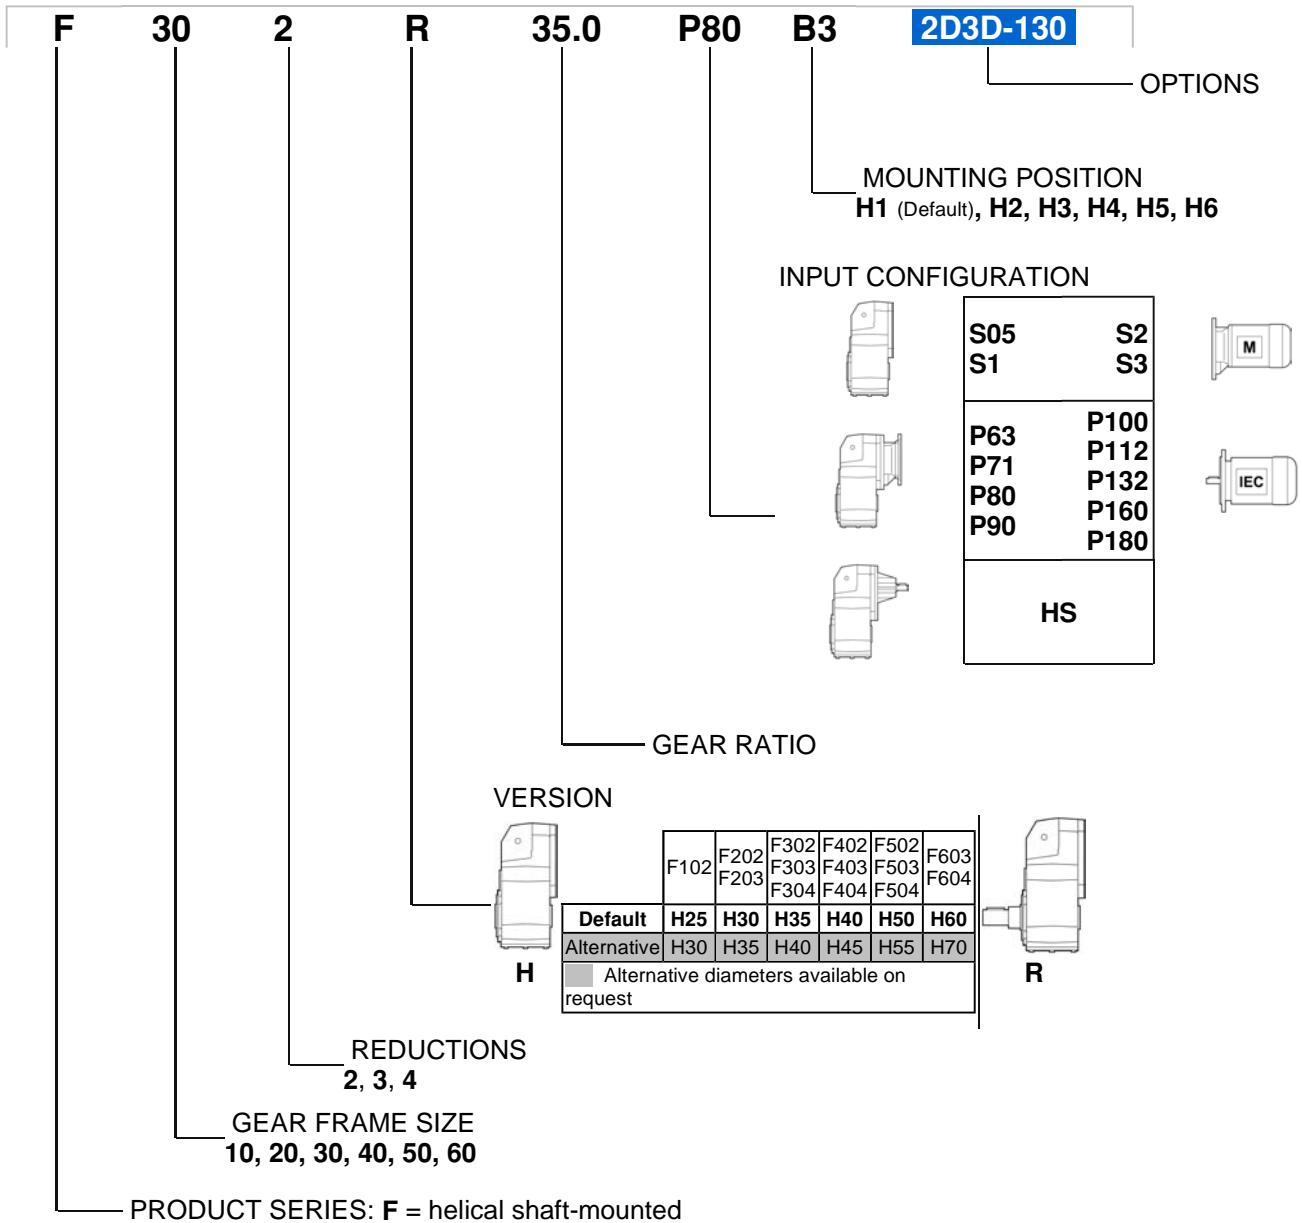 F 30 2 R 35.0 P80 B3 2D3D-130
OPTIONS
MOUNTING POSITION
H1 (Default), H2, H3, H4, H5, H6
INPUT CONFIGURATION
S05 S2
S1 S3
M
P63 P100
P71 P112
P80 P132
P90 P160
P180
IEC
HS
GEAR RATIO
VERSION
F102 F202 F203 F302 F303 F304 F402 F403 F404 F502 F503 F504 F603 F604
Default H25 H30 H35 H40 H50 H60
Alternative H30 H35 H40 H45 H55 H70
Alternative diameters available on
request
H
R
REDUCTIONS
2, 3, 4
GEAR FRAME SIZE
10, 20, 30, 40, 50, 60
PRODUCT SERIES: F = helical shaft-mounted